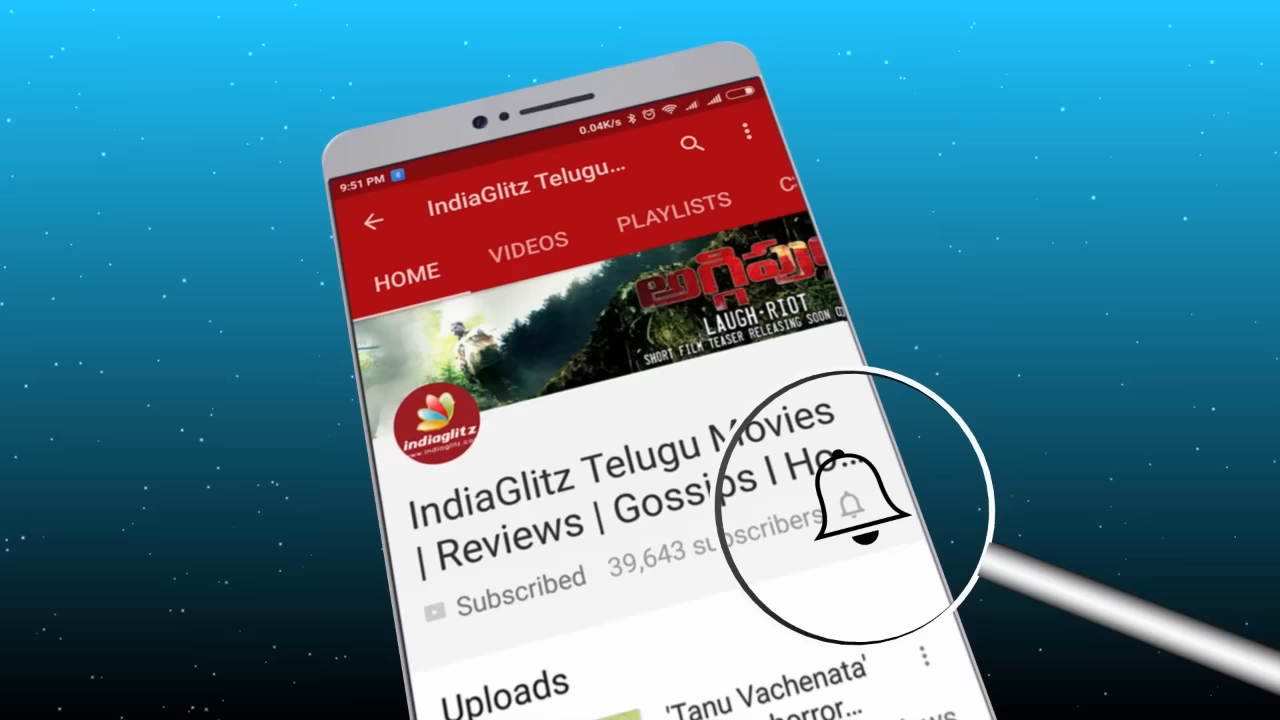 0.04K/s
9:51 PM
IndiaGlitz Telugu...
HOME VIDEOS PLAYLISTS
LAUGH-RIOT
SHORT FILM TEASER RELEASING SOON
indiaglitz
IndiaGlitz Telugu Movies
| Reviews | Gossips I Ho...
Subscribed 39,643 subscribers
Uploads
'Tanu Vachenata'
horror...